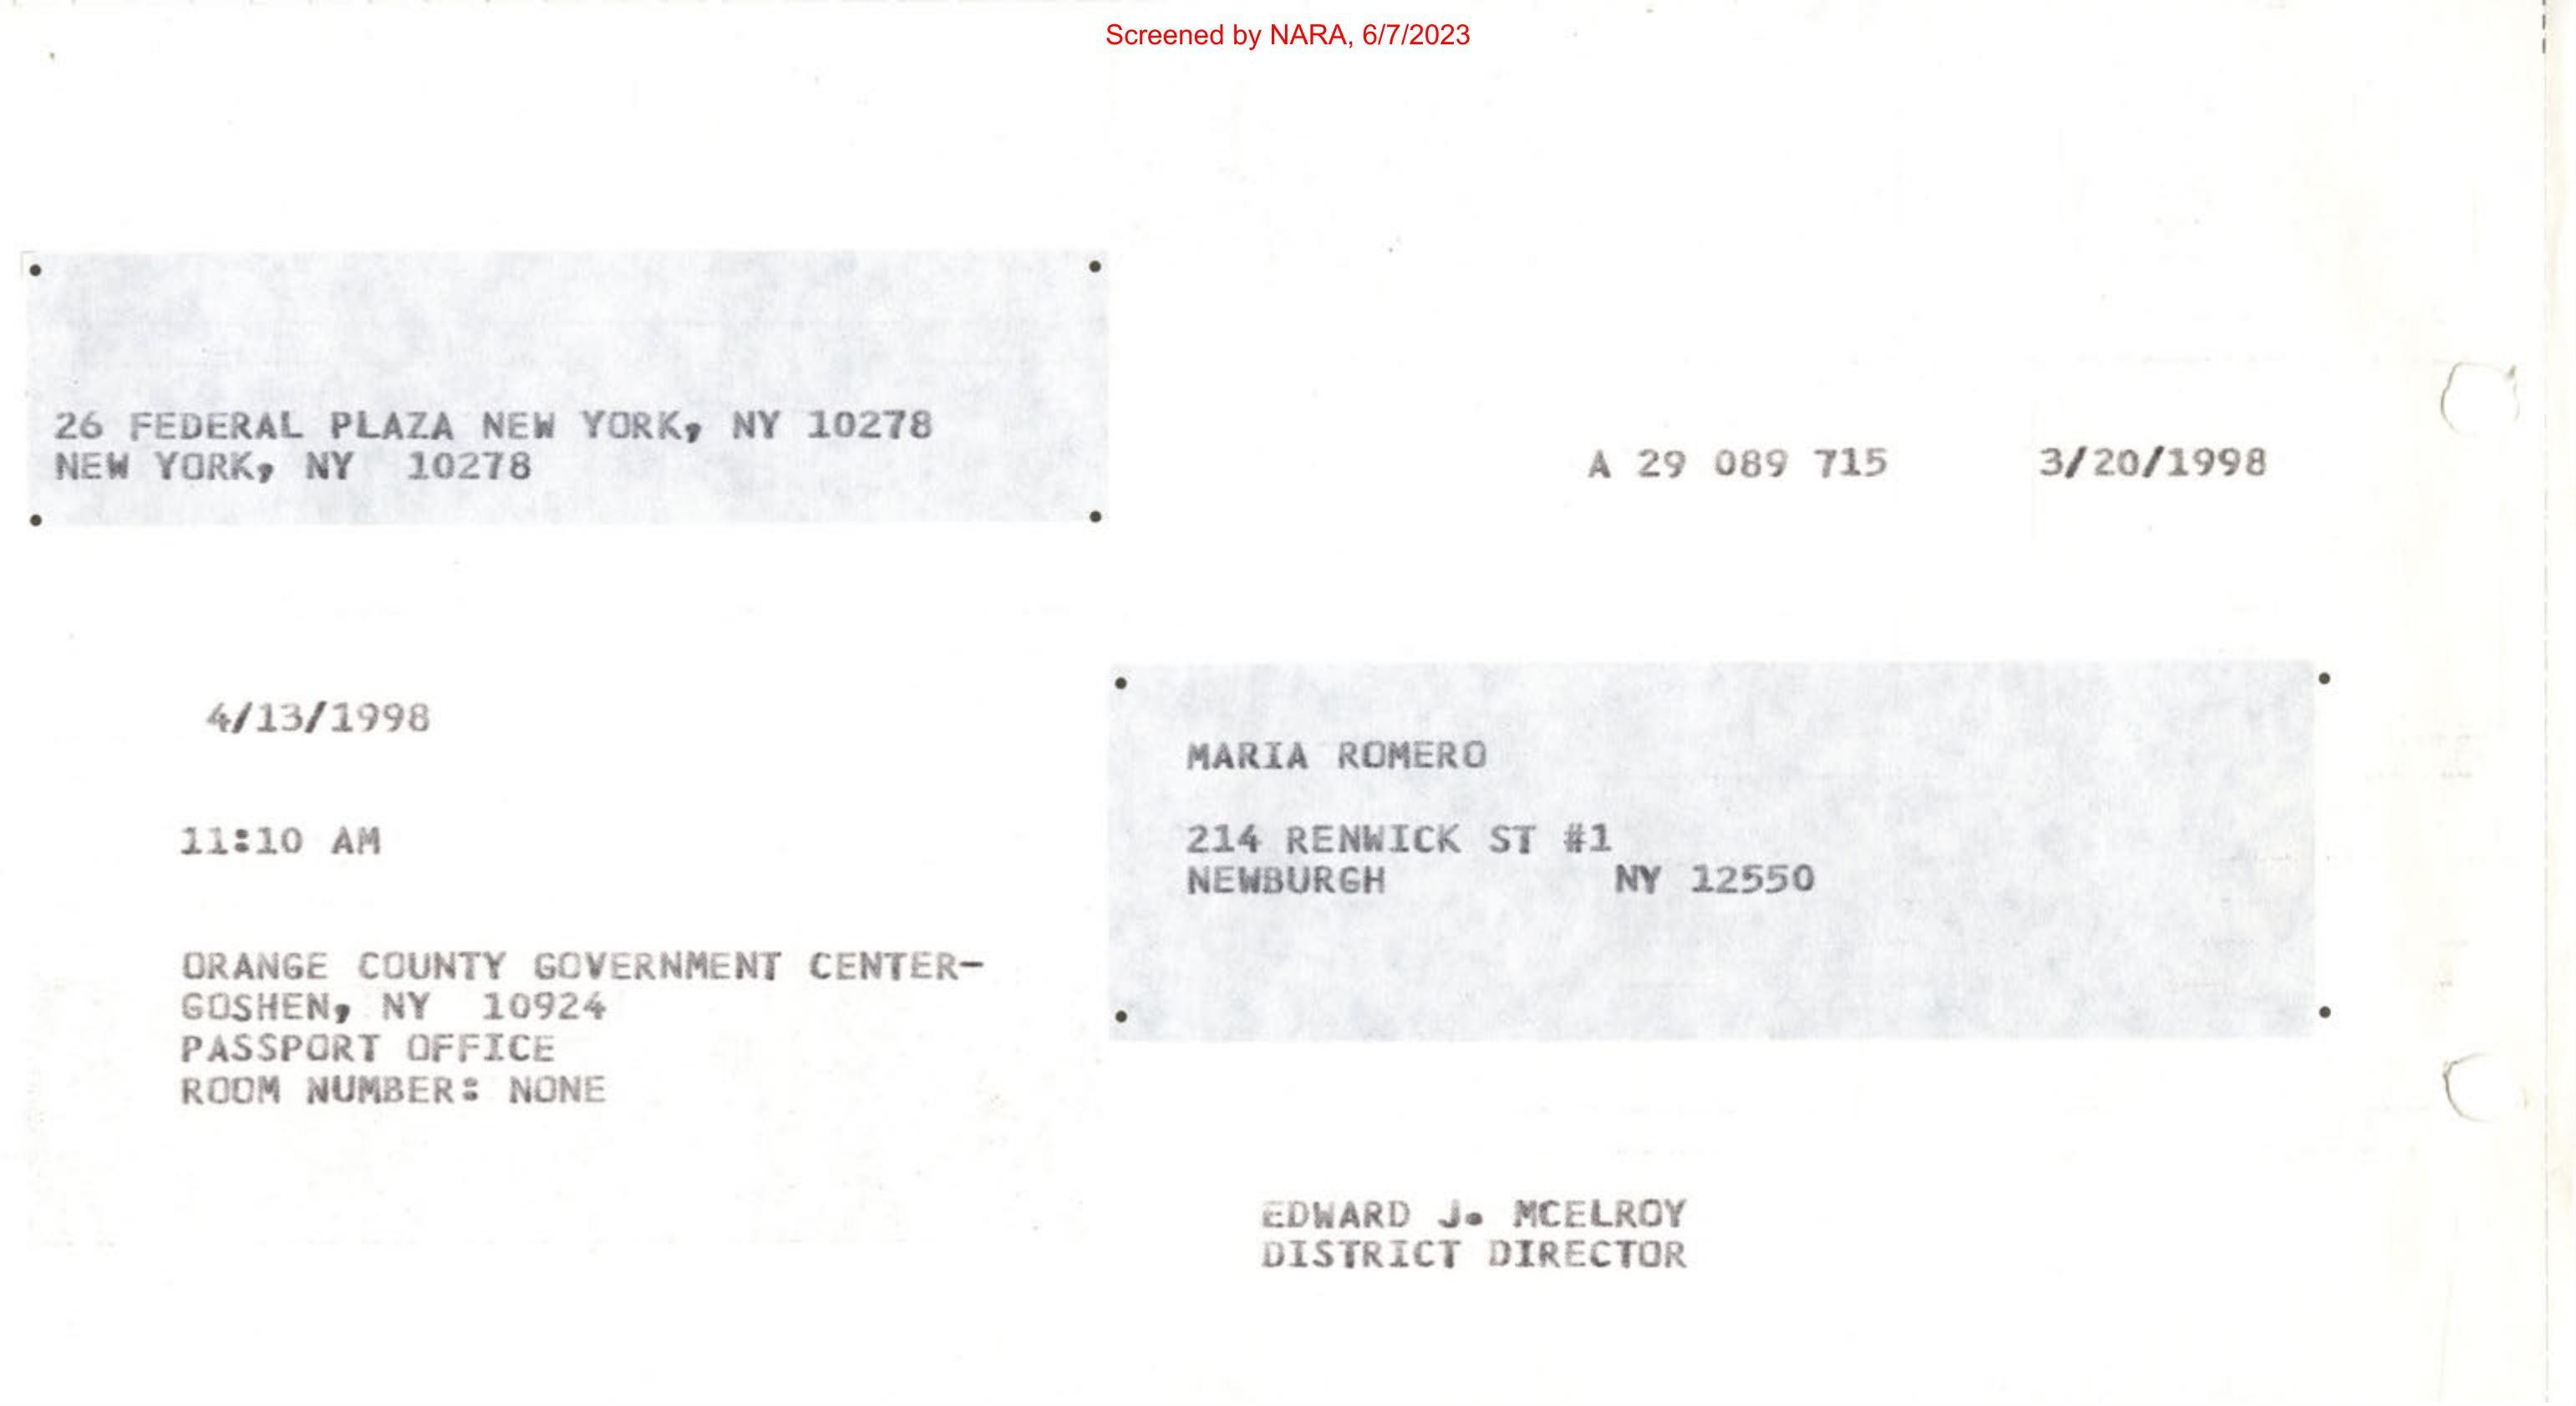 Screened by NARA, 6/7/2023
26 FEDERAL PLAZA NEW YORK, NY 10278
NEW YORK, NY 10278
A 29 089 715 3/20/1998
4/13/1998
11:10 AM
ORANGE COUNTY GOVERNMENT CENTER-
GOSHEN, NY 10924
PASSPORT OFFICE
ROOM NUMBER: NONE
MARIA ROMERO
214 RENWICK ST #1
NEWBURGH NY 12550
EDWARD J. MCELROY
DISTRICT DIRECTOR